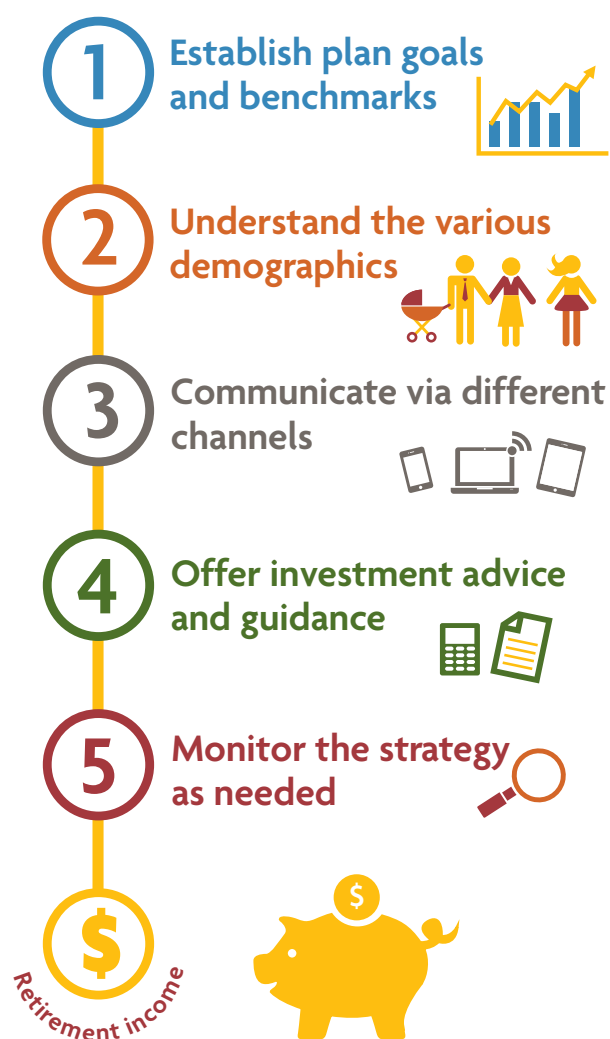 1
Establish plan goals
and benchmarks
2
Understand the various
demographics
3
Communicate via different
channels
4
Offer investment advice
and guidance
5
Monitor the strategy
as needed
$
$
Retirement income